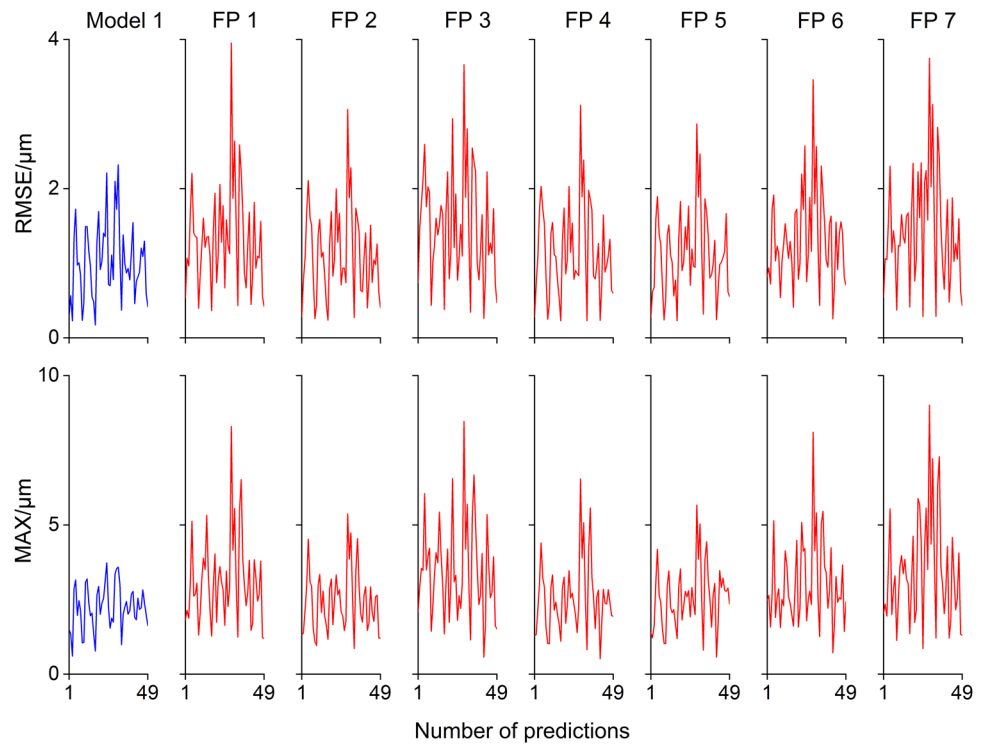 Model 1 FP 1 FP 2 FP 3 FP 4 FP 5 FP 6 FP 7
4
RMSE/μm
2
0
10
MAX/μm
5
0
1 49 1 49 1 49 1 49 1 49 1 49 1 49 1 49
Number of predictions